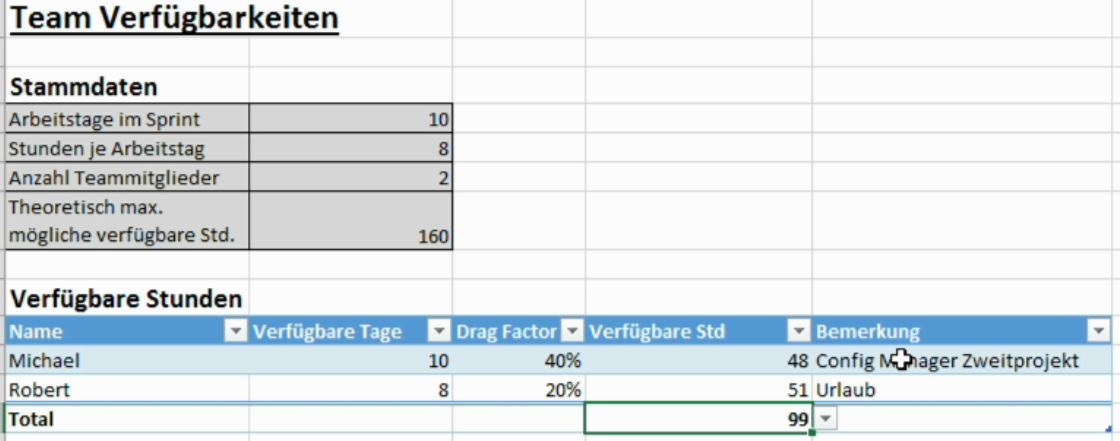 Team Verfügbarkeiten
Stammdaten
Arbeitstage im Sprint 10
Stunden je Arbeitstag 8
Anzahl Teammitglieder 2
Theoretisch max.
mögliche verfügbare Std. 160
Verfügbare Stunden
Name Verfügbare Tage Drag Factor Verfügbare Std Bemerkung
Michael 10 40% 48 Config Manager Zweitprojekt
Robert 8 20% 51 Urlaub
Total 99